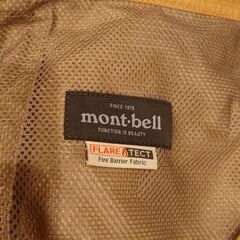 SINCE 1975
mont·bell
FUNCTION IS BEAUTY
FLARE TECT
Fire Barrier Fabric